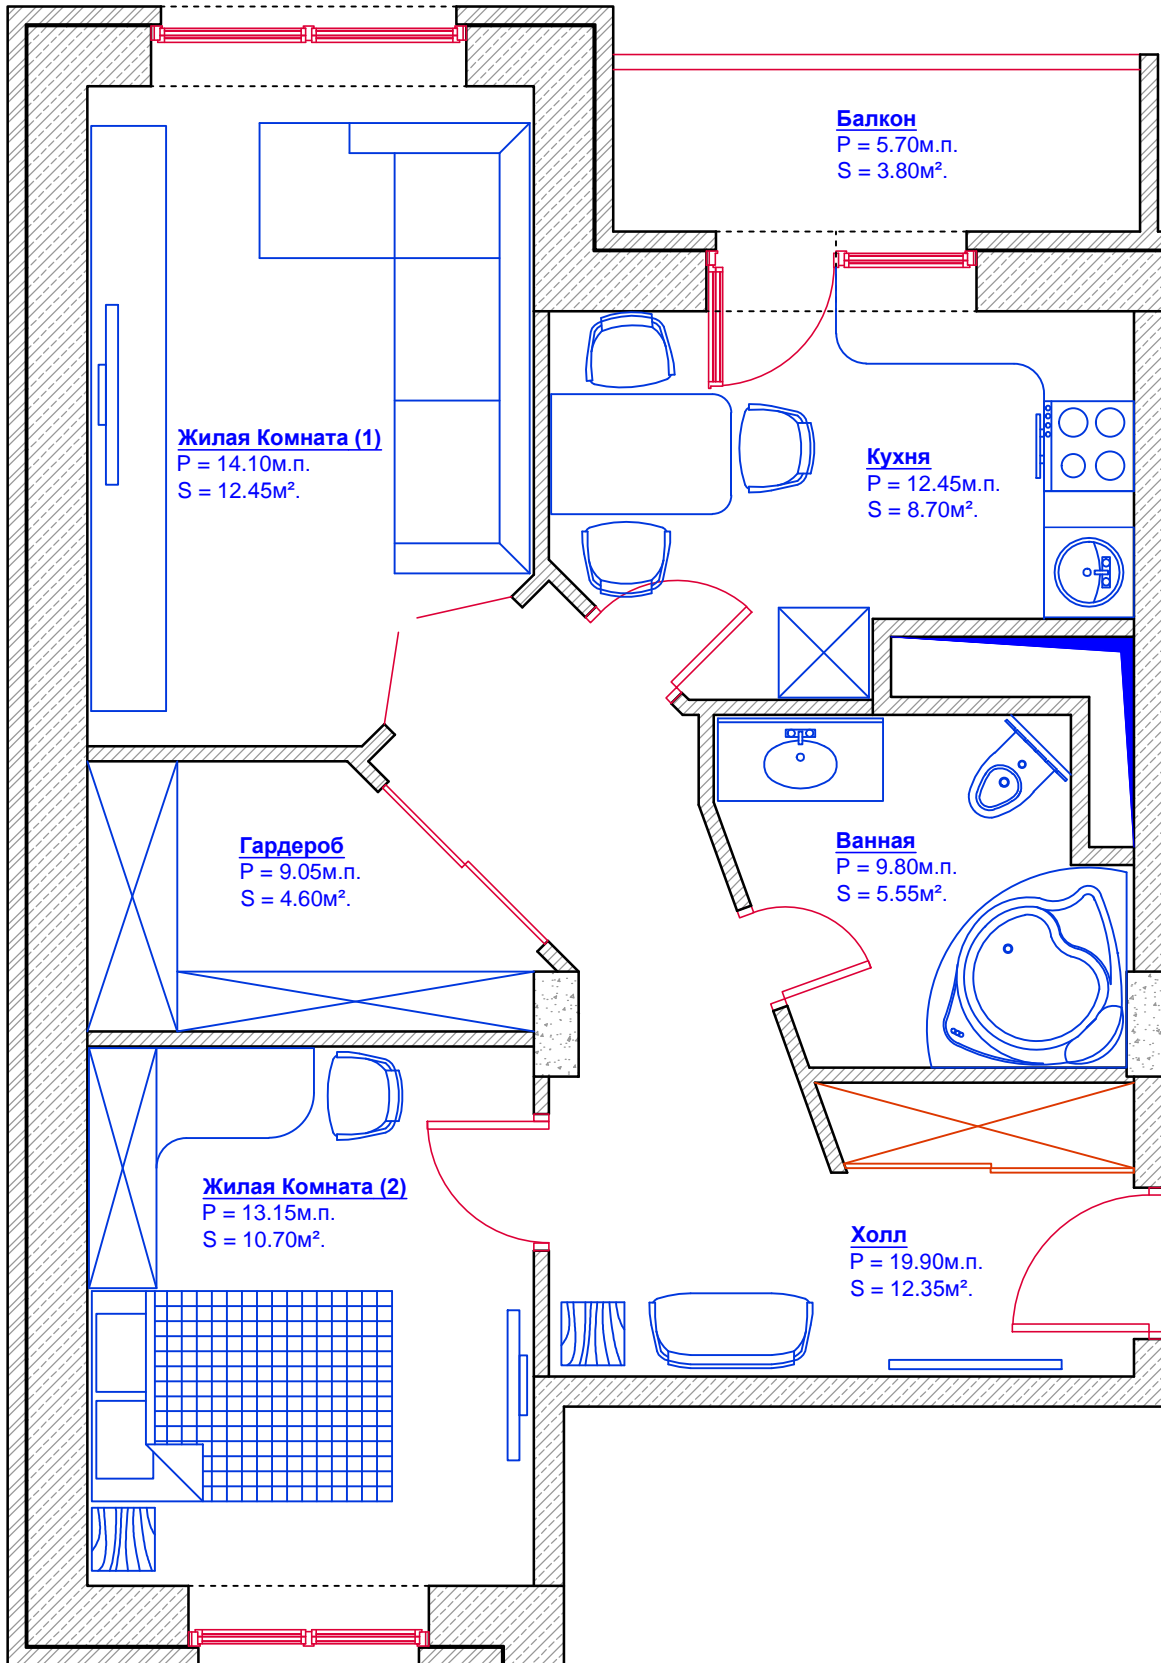 Балкон
P = 5.70м.п.
S = 3.80м².
Жилая Комната (1)
P = 14.10м.п.
S = 12.45м².
Кухня
P = 12.45м.п.
S = 8.70м².
Гардероб
P = 9.05м.п.
S = 4.60м².
Ванная
P = 9.80м.п.
S = 5.55м².
Жилая Комната (2)
P = 13.15м.п.
S = 10.70м².
Холл
P = 19.90м.п.
S = 12.35м².